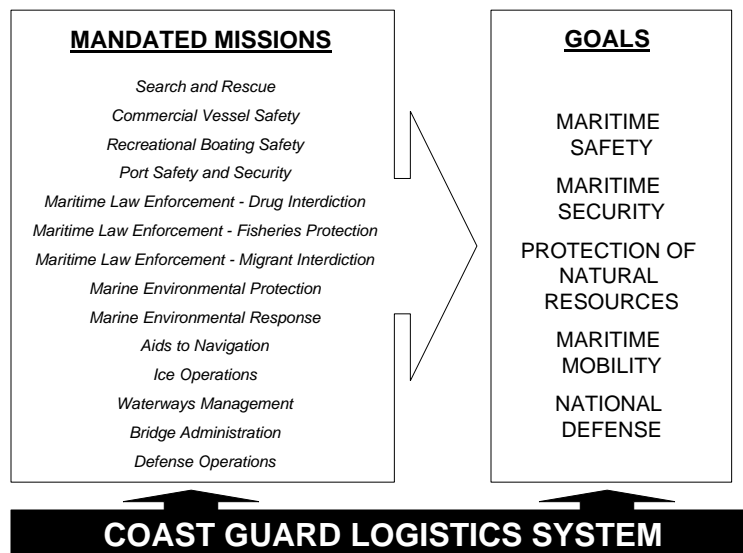 MANDATED MISSIONS
Search and Rescue
Commercial Vessel Safety
Recreational Boating Safety
Port Safety and Security
Maritime Law Enforcement - Drug Interdiction
Maritime Law Enforcement - Fisheries Protection
Maritime Law Enforcement - Migrant Interdiction
Marine Environmental Protection
Marine Environmental Response
Aids to Navigation
Ice Operations
Waterways Management
Bridge Administration
Defense Operations
GOALS
MARITIME
SAFETY
MARITIME
SECURITY
PROTECTION OF
NATURAL
RESOURCES
MARITIME
MOBILITY
NATIONAL
DEFENSE
COAST GUARD LOGISTICS SYSTEM